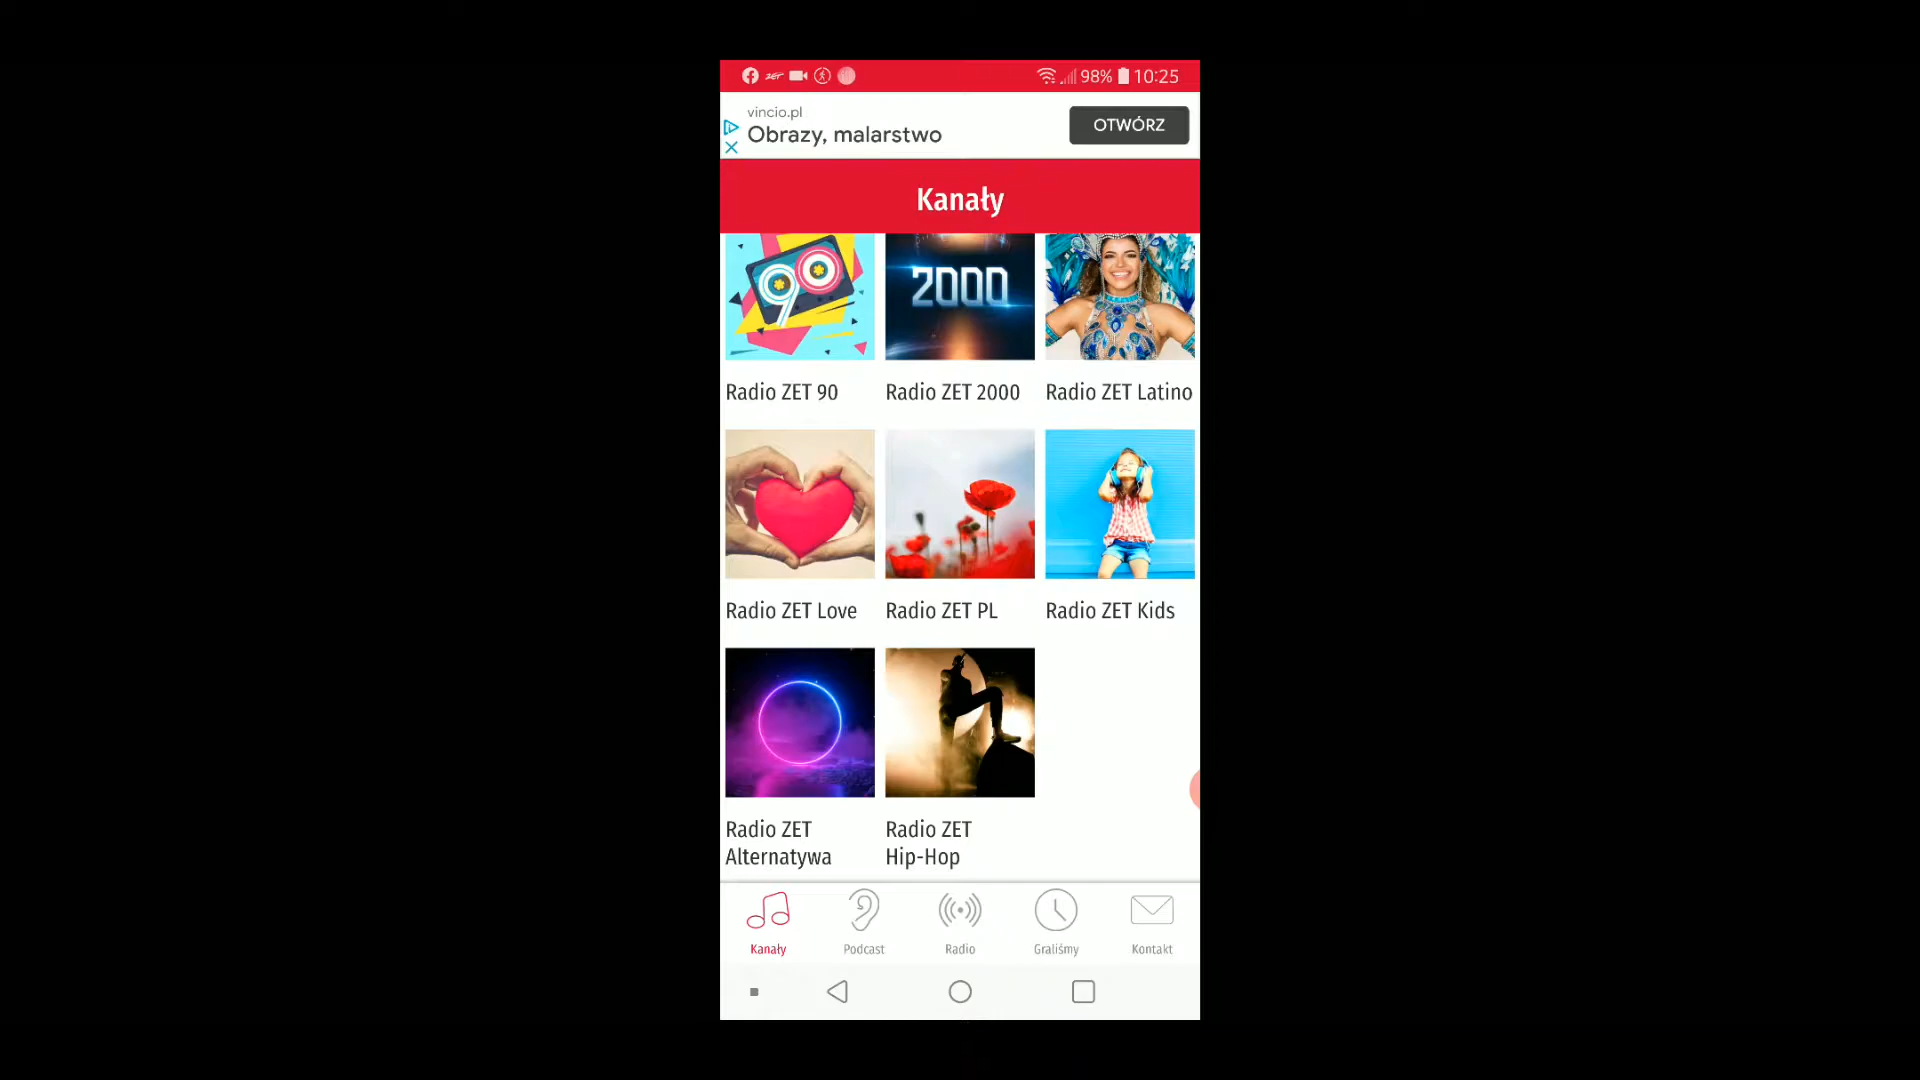 98% 10:25
vincio.pl
Obrazy, malarstwo
OTWÓRZ
Kanały
90
2000
Radio ZET 90
Radio ZET 2000
Radio ZET Latino
Radio ZET Love
Radio ZET PL
Radio ZET Kids
Radio ZET
Alternatywa
Radio ZET
Hip-Hop
Kanały
Podcast
Radio
Graliśmy
Kontakt